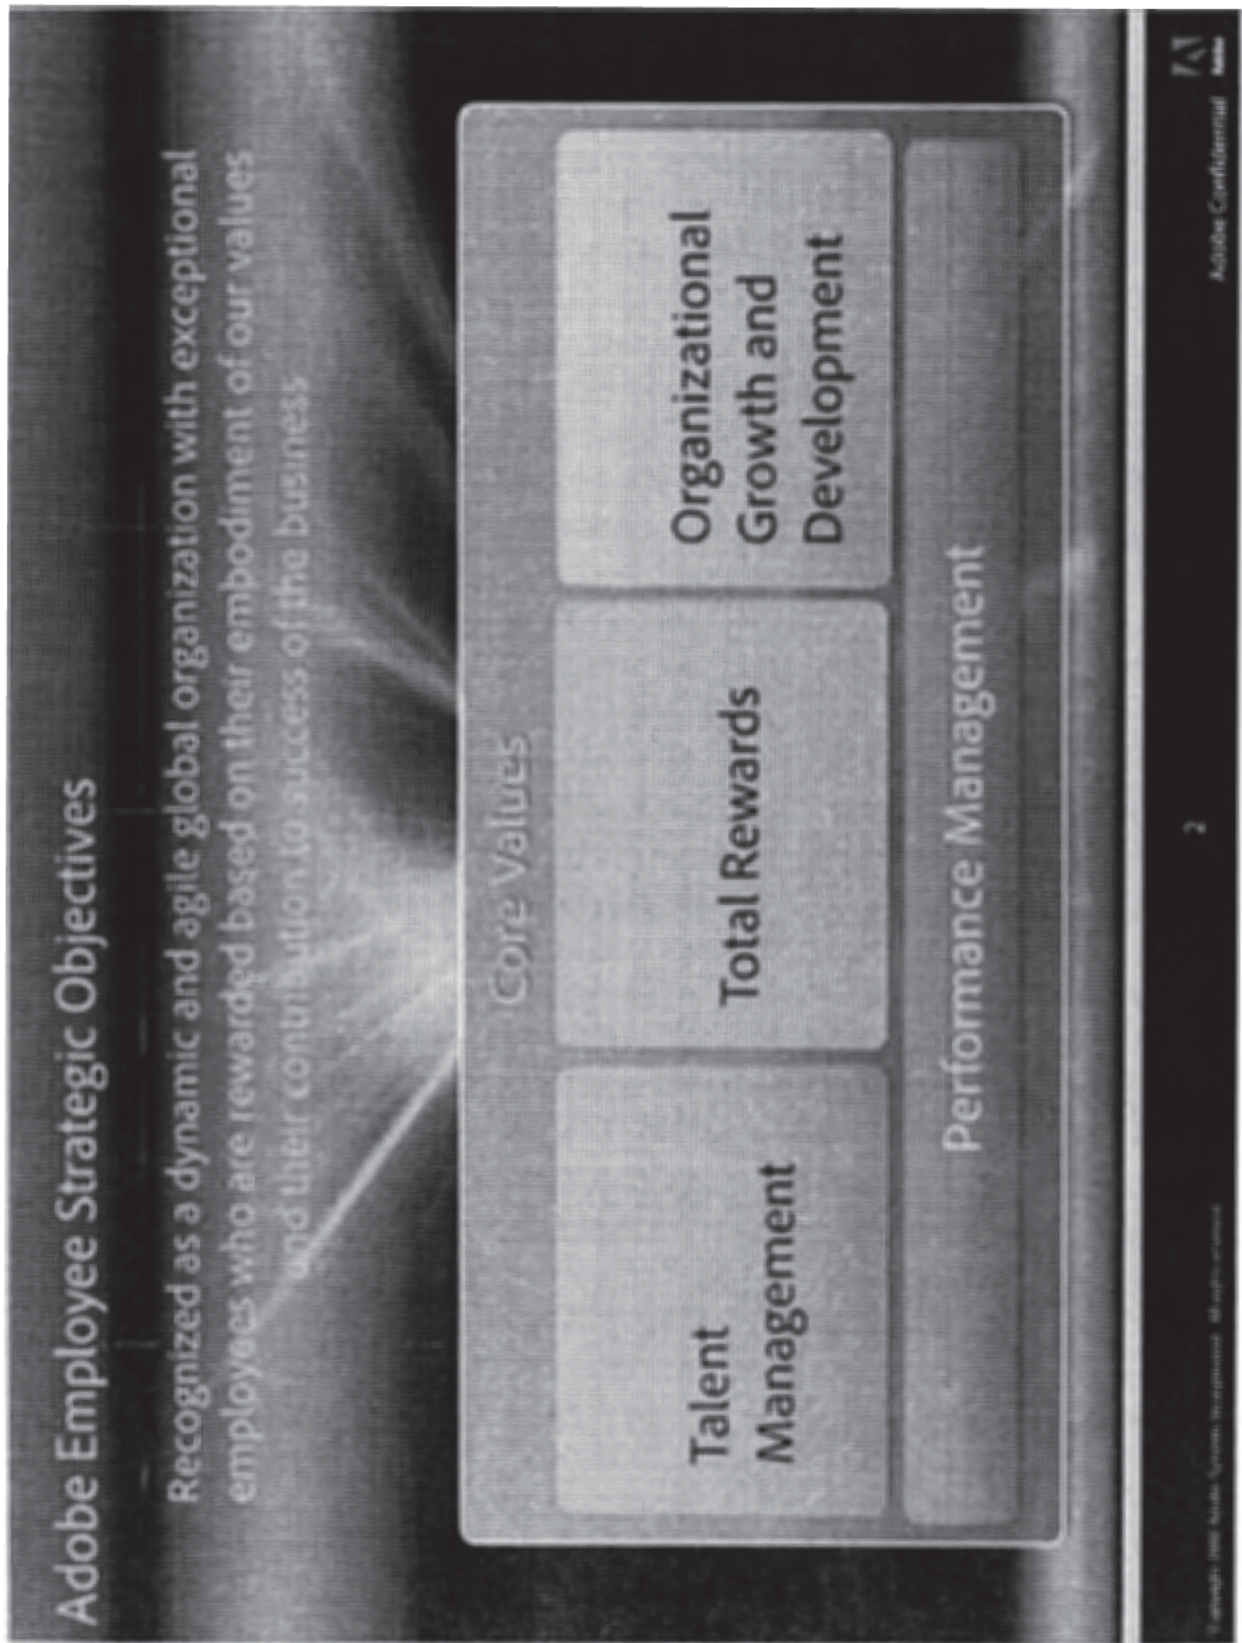 Adobe Employee Strategic Objectives
Recognized as a dynamic and agile global organization with exceptional
employees who are rewarded based on their embodiment of our values
and their contribution to success of the business
Core Values
Talent
Management
Total Rewards
Organizational
Growth and
Development
Performance Management
2
Adobe Confidential
Adobe